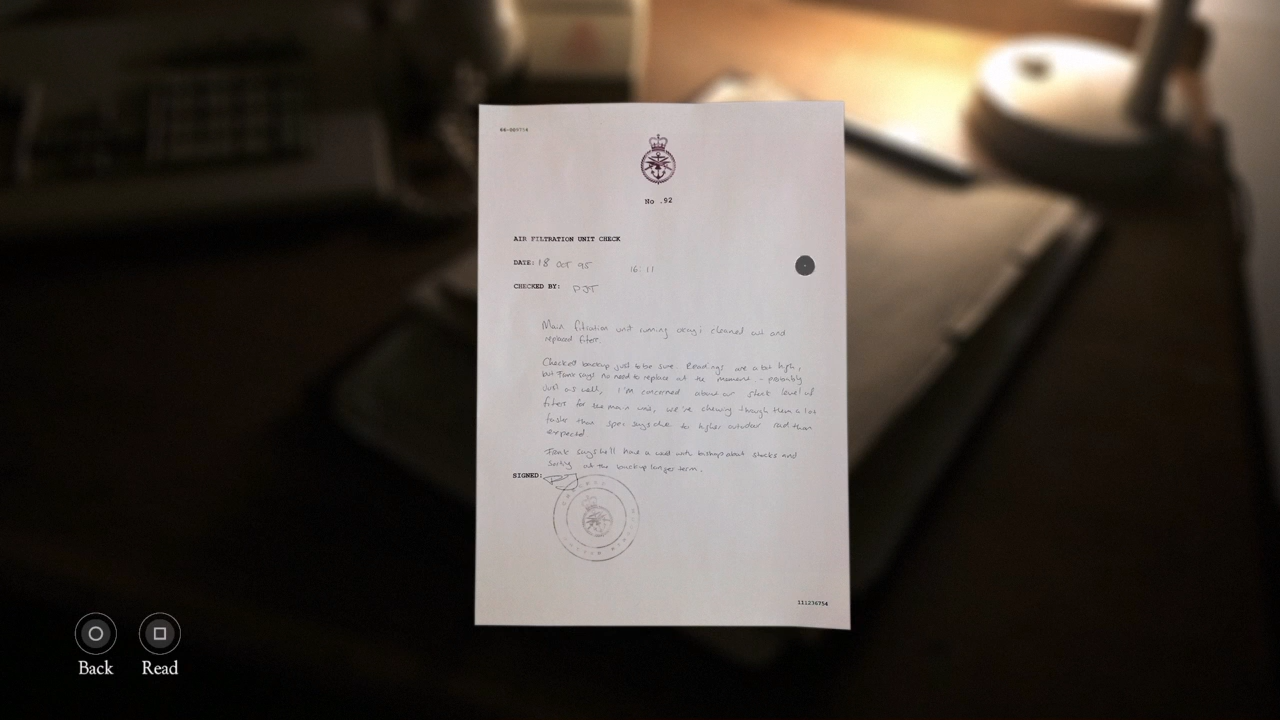 No .92
AIR FILTRATION UNIT CHECK
DATE: 18 OCT 95 16:11
CHECKED BY: PJT
Main filtration unit running okay; cleaned out and
replaced filters.
Checked backup just to be sure. Readings are a bit high,
but Frank says no need to replace at the moment - probably
just as well, I'm concerned about our stock level of
filters for the main unit, we're chewing through them a lot
faster than spec says due to higher outdoor rad than
expected
Frank says he'll have a word with about stocks and
sorting out the backup longer term.
SIGNED:
111236754
Back
Read